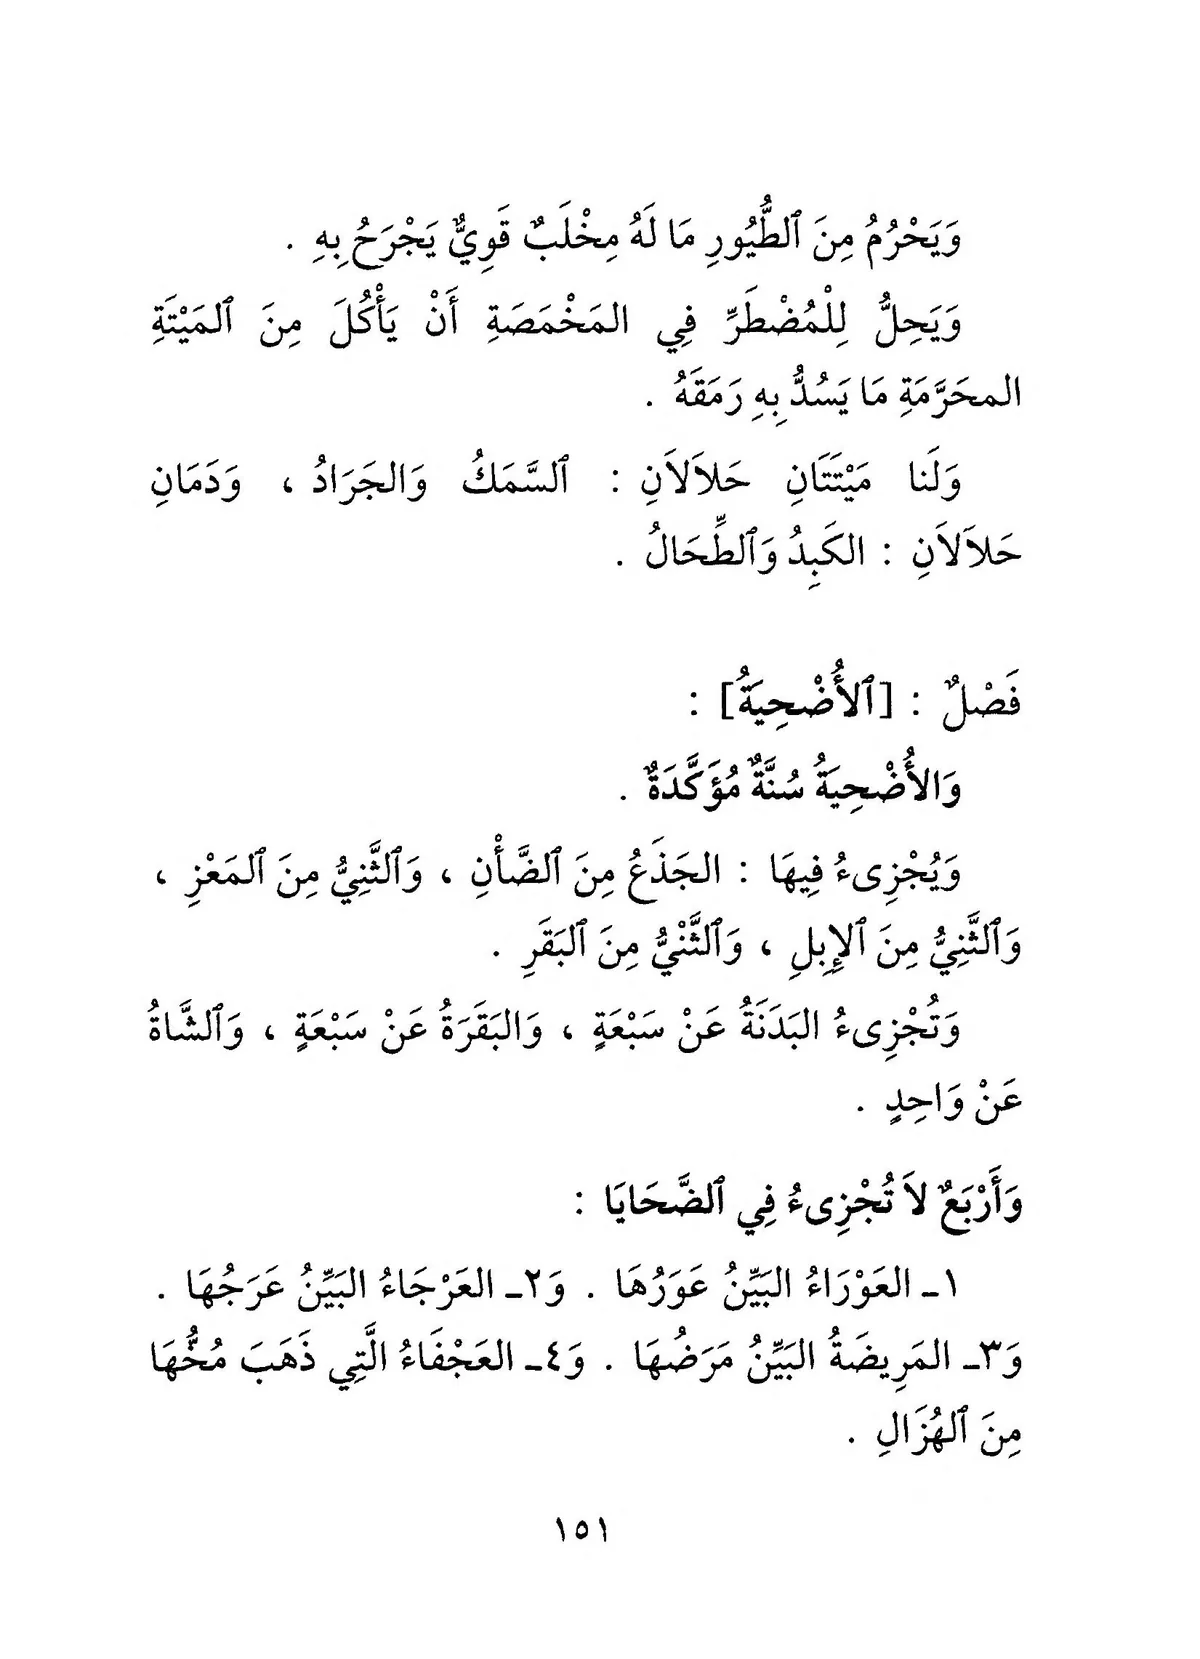 وَيَحْرُمُ مِنَ ٱلطُّيُورِ مَا لَهُ مِخْلَبٌ قَوِيٌّ يَجْرَحُ بِهِ .
وَيَحِلُّ لِلْمُضْطَرِّ فِي المَخْمَصَةِ أَنْ يَأْكُلَ مِنَ ٱلمَيْتَةِ
المحَرَّمَةِ مَا يَسُدُّ بِهِ رَمَقَهُ .
وَلَنا مَيْتَتَانِ حَلاَلاَنِ : ٱلسَّمَكُ وَالجَرَادُ ، وَدَمَانِ
حَلاَلاَنِ : الكَبِدُ وَٱلطِّحَالُ .
فَصْلٌ : [ٱلأُضْحِيَةُ] :
وَالأُضْحِيَةُ سُنَّةٌ مُؤَكَّدَةٌ .
وَيُجْزِىءُ فِيهَا : الجَذَعُ مِنَ ٱلضَّأْنِ ، وَٱلثَّنِيُّ مِنَ ٱلمَعْزِ ،
وَٱلثَّنِيُّ مِنَ ٱلإِبِلِ ، وَٱلثَّنْيُّ مِنَ ٱلبَقَرِ .
وَتُجْزِىءُ البَدَنَةُ عَنْ سَبْعَةٍ ، وَالبَقَرَةُ عَنْ سَبْعَةٍ ، وَٱلشَّاةُ
عَنْ وَاحِدٍ .
وَأَرْبَعٌ لاَ تُجْزِىءُ فِي ٱلضَّحَايَا :
١ـ العَوْرَاءُ البَيِّنُ عَوَرُهَا . وَ٢ـ العَرْجَاءُ البَيِّنُ عَرَجُهَا .
وَ٣ـ المَرِيضَةُ البَيِّنُ مَرَضُهَا . وَ٤ـ العَجْفَاءُ الَّتِي ذَهَبَ مُخُّهَا
مِنَ ٱلهُزَالِ .
١٥١